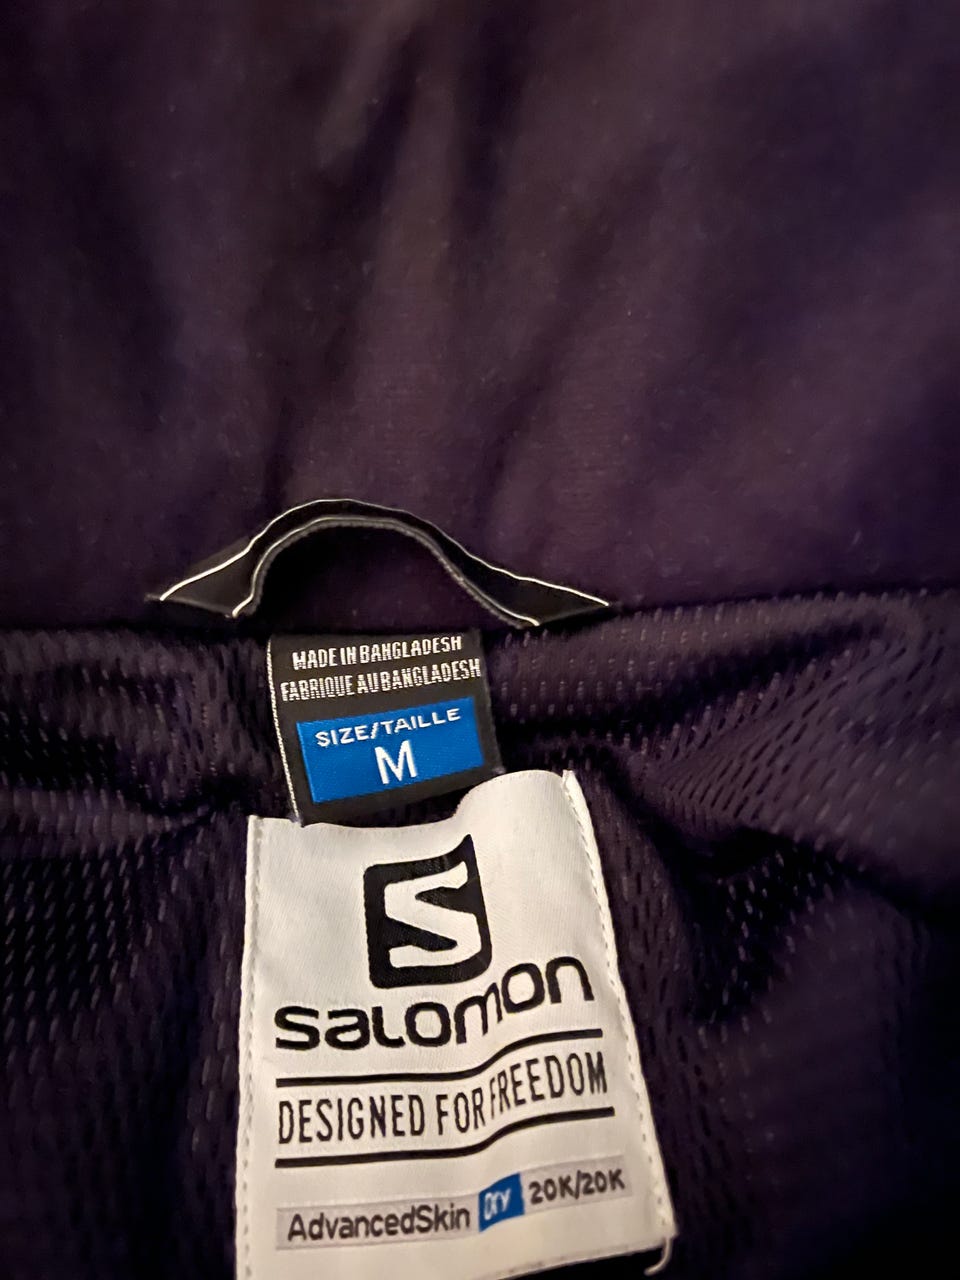 MADE IN BANGLADESH
FABRIQUE AU BANGLADESH
SIZE/TAILLE
M
S
SALOMON
DESIGNED FOR FREEDOM
AdvancedSkin DRY 20K/20K